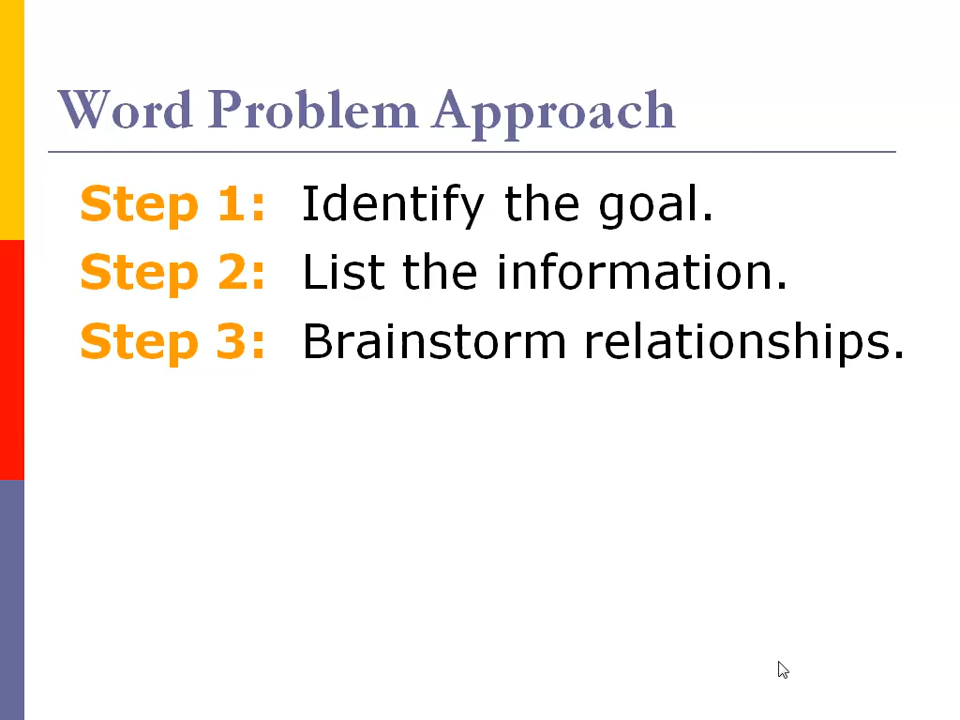 Word Problem Approach
Step 1: Identify the goal.
Step 2: List the information.
Step 3: Brainstorm relationships.